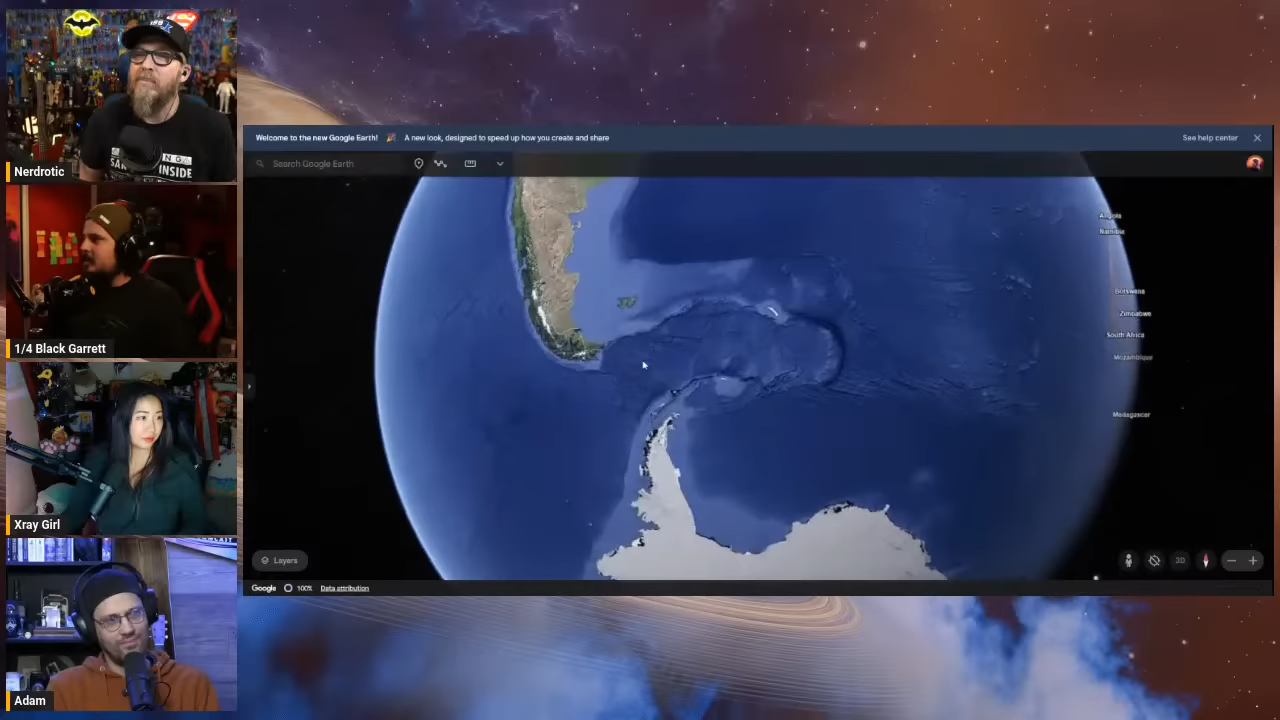 Nerdrotic
1/4 Black Garrett
Xray Girl
Adam
Welcome to the new Google Earth! 🎉 A new look, designed to speed up how you create and share
See help center
Search Google Earth
Angola
Namibia
Botswana
Zimbabwe
South Africa
Mozambique
Madagascar
Layers
3D
Google 100% Data attribution
INSIDE